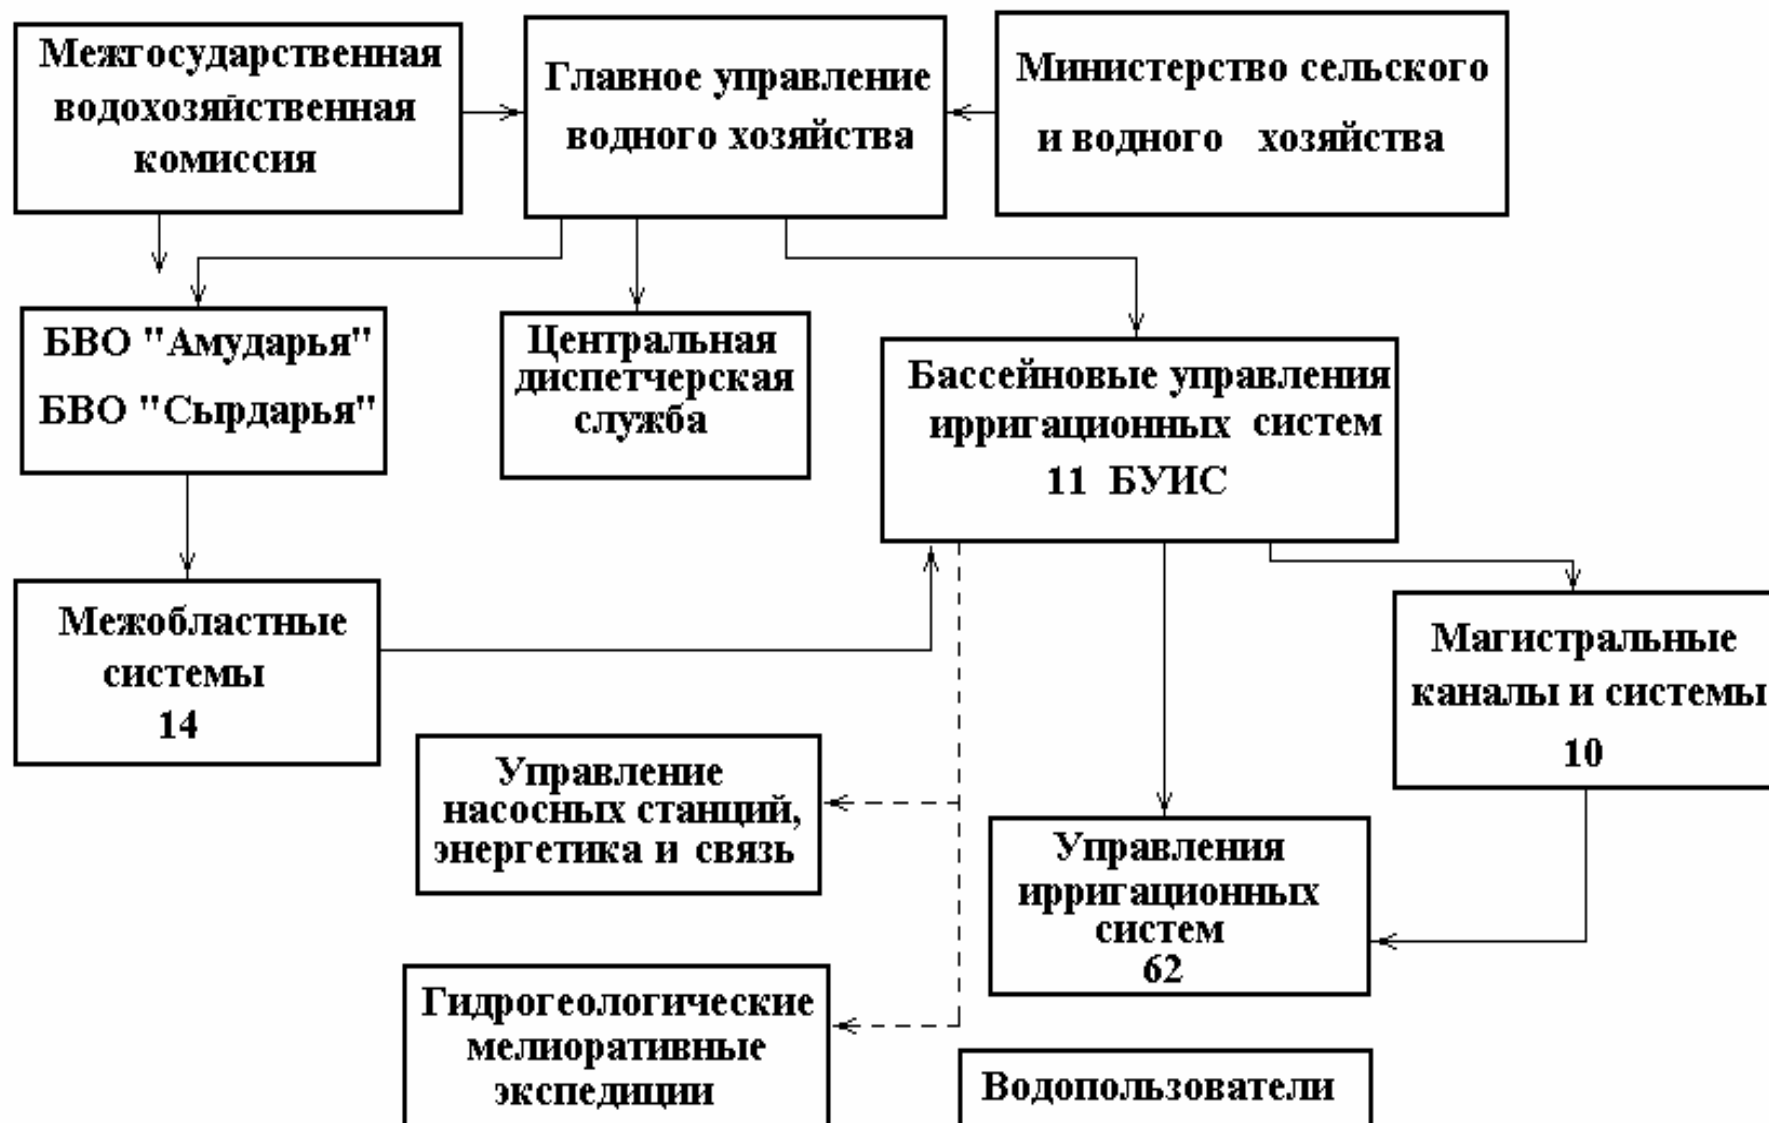 Межгосударственная
водохозяйственная
комиссия
Главное управление
водного хозяйства
Министерство сельского
и водного хозяйства
БВО "Амударья"
БВО "Сырдарья"
Центральная
диспетчерская
служба
Бассейновые управления
ирригационных систем
11 БУИС
Межобластные
системы
14
Магистральные
каналы и системы
10
Управление
насосных станций,
энергетика и связь
Управления
ирригационных
систем
62
Гидрогеологические
мелиоративные
экспедиции
Водопользователи